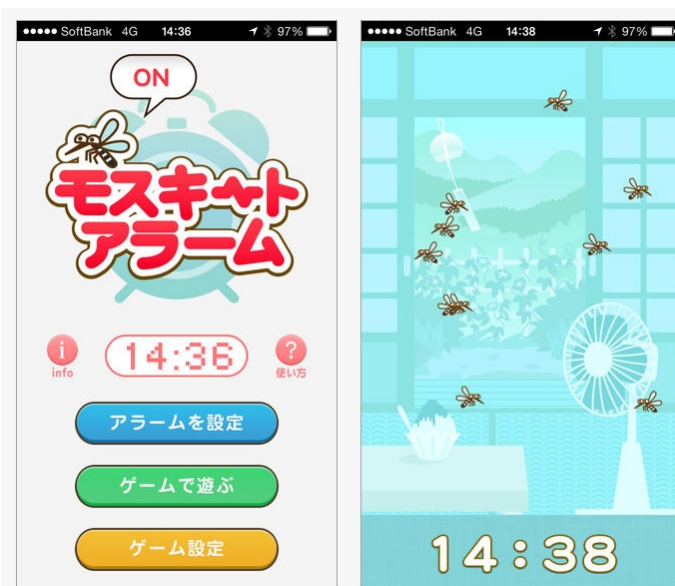 SoftBank 4G 14:36 97%
ON
モスキート
アラーム
i
info
14:36
?
使い方
アラームを設定
ゲームで遊ぶ
ゲーム設定
SoftBank 4G 14:38 97%
14:38